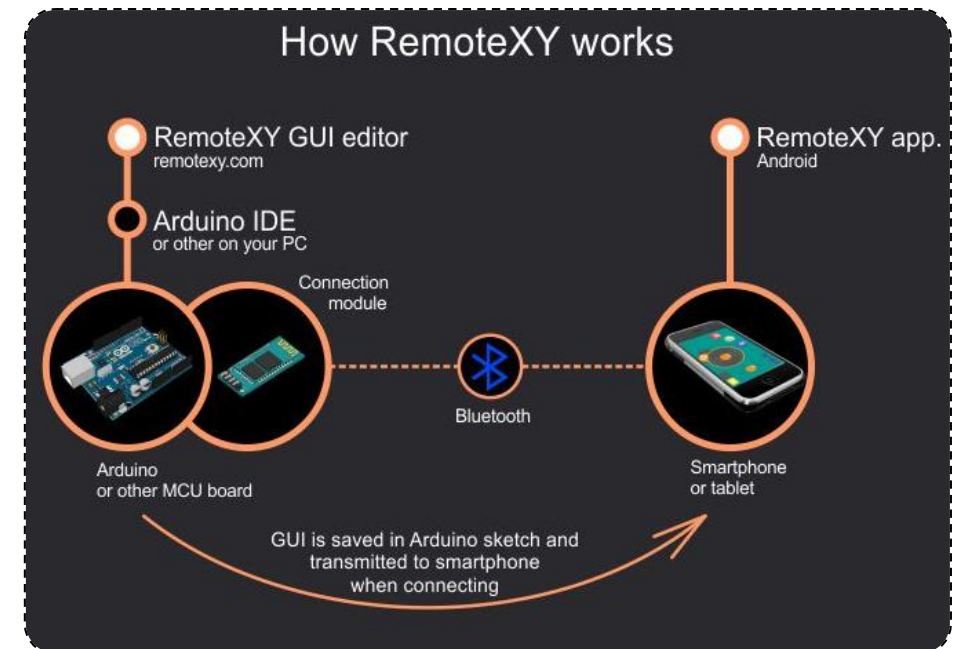 How RemoteXY works
RemoteXY GUI editor
remotexy.com
RemoteXY app.
Android
Arduino IDE
or other on your PC
Connection
module
Bluetooth
Arduino
or other MCU board
Smartphone
or tablet
GUI is saved in Arduino sketch and
transmitted to smartphone
when connecting